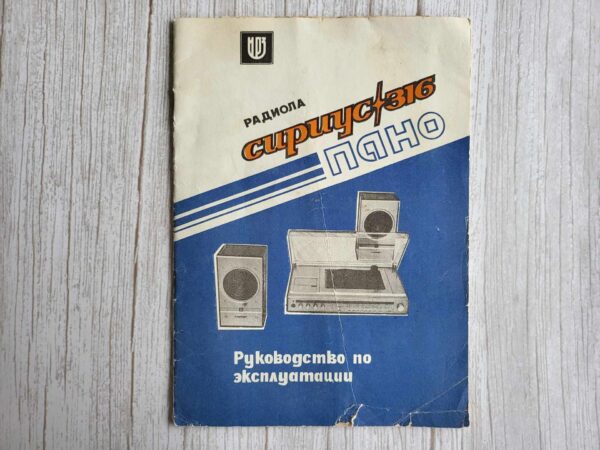 РАДИОЛА
сириус 316
пано
Руководство по
эксплуатации